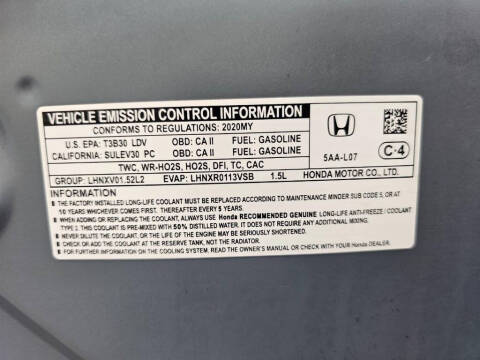 VEHICLE EMISSION CONTROL INFORMATION
CONFORMS TO REGULATIONS: 2020MY
U.S. EPA: T3B30 LDV OBD: CA II FUEL: GASOLINE
CALIFORNIA: SULEV30 PC OBD: CA II FUEL: GASOLINE
TWC, WR-HO2S, HO2S, DFI, TC, CAC
GROUP: LHNXV01.52L2 EVAP: LHNXR0113VSB 1.5L
5AA-L07
C-4
HONDA MOTOR CO., LTD.
INFORMATION
THE FACTORY INSTALLED LONG-LIFE COOLANT MUST BE REPLACED ACCORDING TO MAINTENANCE MINDER SUB CODE 5, OR AT
10 YEARS WHICHEVER COMES FIRST. THEREAFTER REPLACE EVERY 5 YEARS.
WHEN ADDING OR REPLACING THE COOLANT, ALWAYS USE Honda RECOMMENDED GENUINE LONG-LIFE ANTI-FREEZE / COOLANT
TYPE 2. THIS COOLANT IS PRE-MIXED WITH 50% DISTILLED WATER. IT DOES NOT REQUIRE ANY ADDITIONAL MIXING.
NEVER DILUTE THE COOLANT, OR THE LIFE OF THE ENGINE MAY BE SERIOUSLY SHORTENED.
CHECK AND ADD COOLANT AT THE RESERVE TANK, NOT THE RADIATOR.
FOR FURTHER INFORMATION ON THE COOLING SYSTEM, READ THE OWNER'S MANUAL OR HAVE IT CHECKED AT YOUR Honda DEALER.